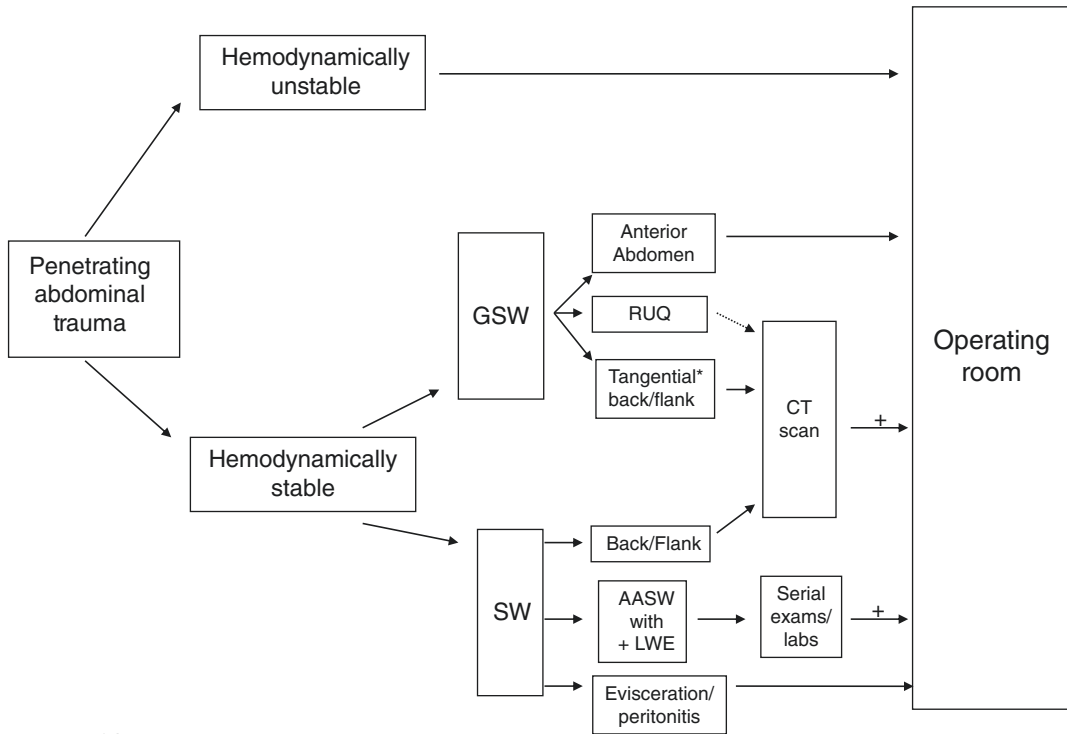 Hemodynamically
unstable
Penetrating
abdominal
trauma
Hemodynamically
stable
GSW
Anterior
Abdomen
RUQ
Tangential*
back/flank
CT
scan
+
SW
Back/Flank
AASW
with
+ LWE
Serial
exams/
labs
+
Evisceration/
peritonitis
Operating
room